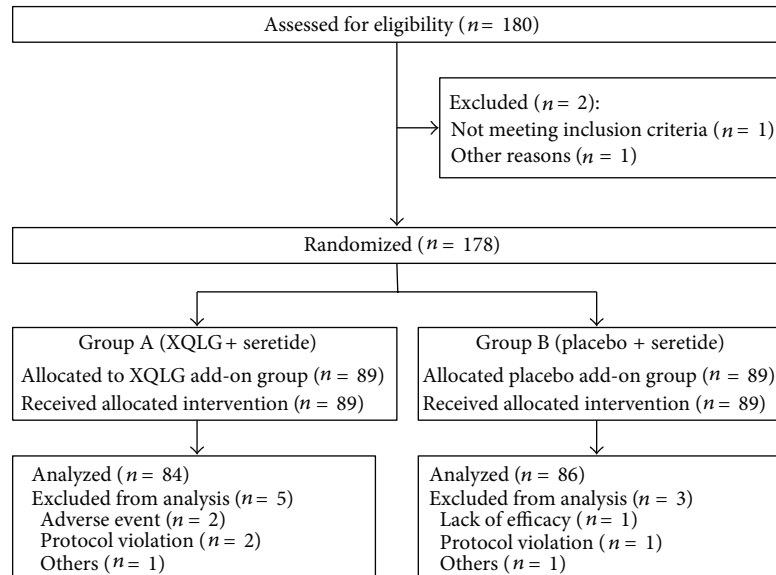 Assessed for eligibility (n = 180)
Excluded (n = 2):
Not meeting inclusion criteria (n = 1)
Other reasons (n = 1)
Randomized (n = 178)
Group A (XQLG + seretide)
Allocated to XQLG add-on group (n = 89)
Received allocated intervention (n = 89)
Group B (placebo + seretide)
Allocated placebo add-on group (n = 89)
Received allocated intervention (n = 89)
Analyzed (n = 84)
Excluded from analysis (n = 5)
Adverse event (n = 2)
Protocol violation (n = 2)
Others (n = 1)
Analyzed (n = 86)
Excluded from analysis (n = 3)
Lack of efficacy (n = 1)
Protocol violation (n = 1)
Others (n = 1)